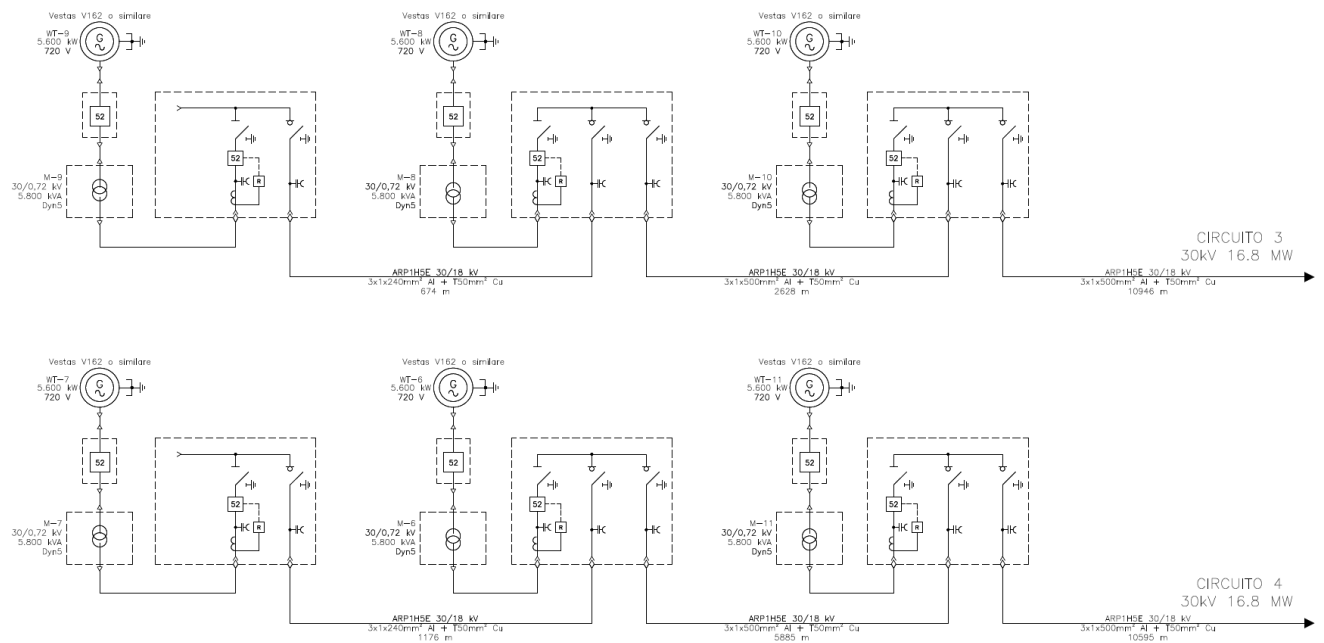 Vestas V162 o similare
WT-9
5.600 kW
720 V
G
52
M-9
30/0,72 kV
5.800 kVA
Dyn5
52
R
Vestas V162 o similare
WT-8
5.600 kW
720 V
G
52
M-8
30/0,72 kV
5.800 kVA
Dyn5
52
R
Vestas V162 o similare
WT-10
5.600 kW
720 V
G
52
M-10
30/0,72 kV
5.800 kVA
Dyn5
52
R
ARP1H5E 30/18 kV
3x1x240mm² Al + T50mm² Cu
674 m
ARP1H5E 30/18 kV
3x1x500mm² Al + T50mm² Cu
2628 m
CIRCUITO 3
30kV 16.8 MW
ARP1H5E 30/18 kV
3x1x500mm² Al + T50mm² Cu
10946 m
Vestas V162 o similare
WT-7
5.600 kW
720 V
G
52
M-7
30/0,72 kV
5.800 kVA
Dyn5
52
R
Vestas V162 o similare
WT-6
5.600 kW
720 V
G
52
M-6
30/0,72 kV
5.800 kVA
Dyn5
52
R
Vestas V162 o similare
WT-11
5.600 kW
720 V
G
52
M-11
30/0,72 kV
5.800 kVA
Dyn5
52
R
ARP1H5E 30/18 kV
3x1x240mm² Al + T50mm² Cu
1176 m
ARP1H5E 30/18 kV
3x1x500mm² Al + T50mm² Cu
5885 m
CIRCUITO 4
30kV 16.8 MW
ARP1H5E 30/18 kV
3x1x500mm² Al + T50mm² Cu
10595 m